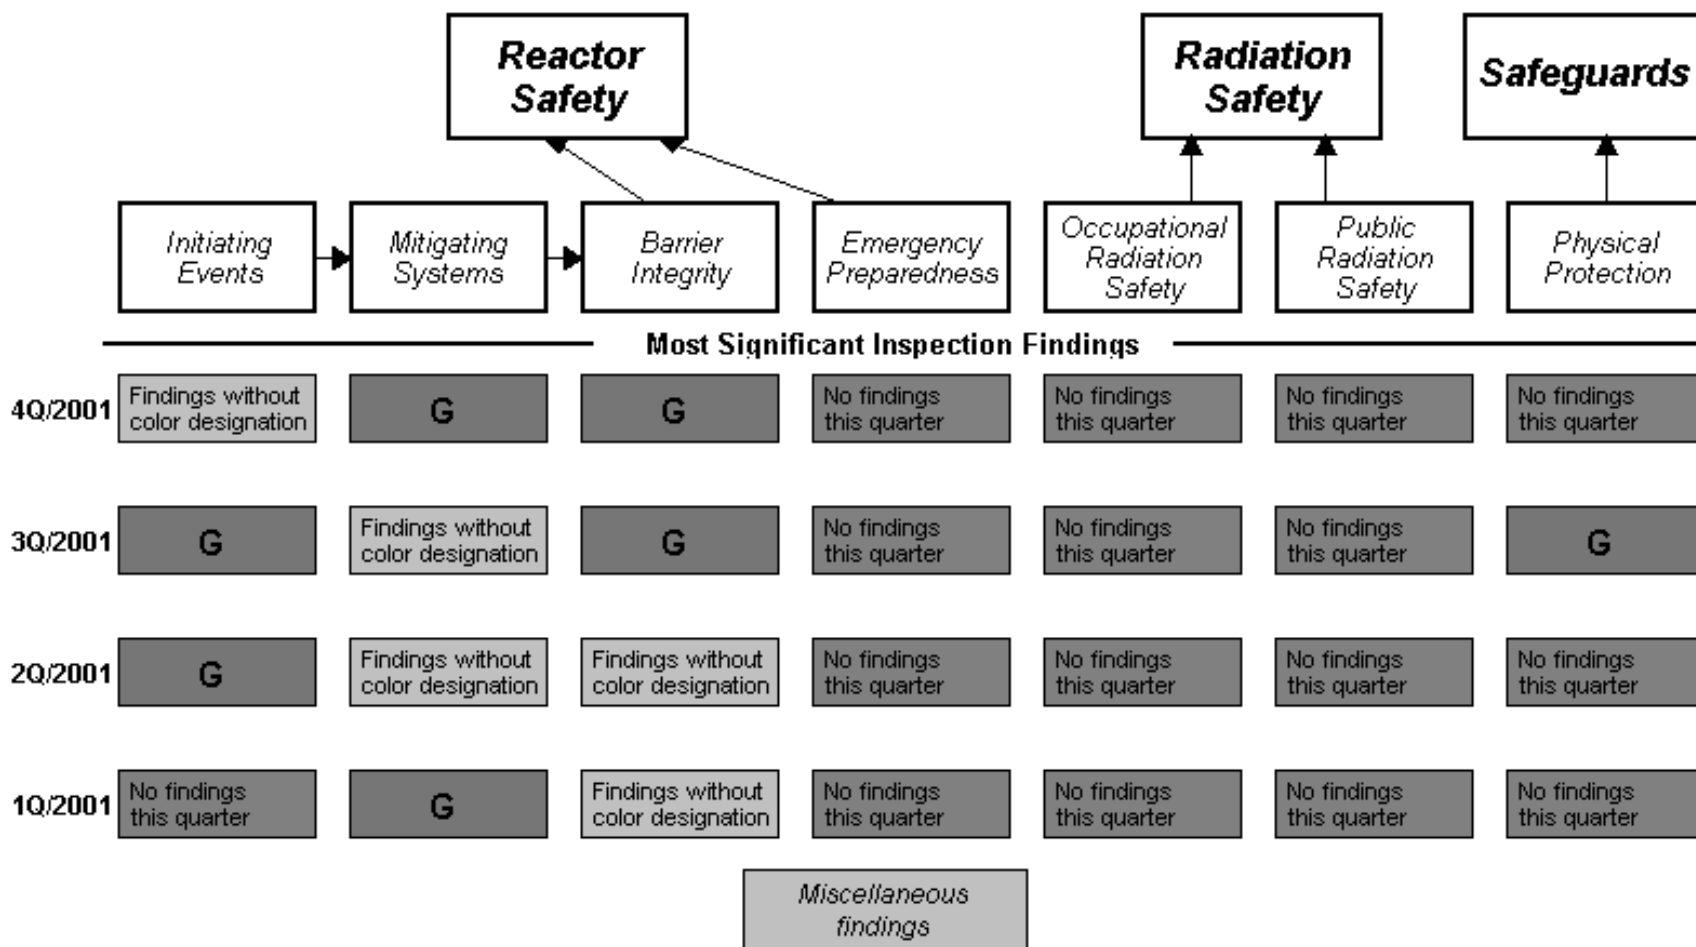 Reactor
Safety
Radiation
Safety
Safeguards
Initiating
Events
Mitigating
Systems
Barrier
Integrity
Emergency
Preparedness
Occupational
Radiation
Safety
Public
Radiation
Safety
Physical
Protection
Most Significant Inspection Findings
4Q/2001
Findings without
color designation
G
G
No findings
this quarter
No findings
this quarter
No findings
this quarter
No findings
this quarter
3Q/2001
G
Findings without
color designation
G
No findings
this quarter
No findings
this quarter
No findings
this quarter
G
2Q/2001
G
Findings without
color designation
Findings without
color designation
No findings
this quarter
No findings
this quarter
No findings
this quarter
No findings
this quarter
1Q/2001
No findings
this quarter
G
Findings without
color designation
No findings
this quarter
No findings
this quarter
No findings
this quarter
No findings
this quarter
Miscellaneous
findings